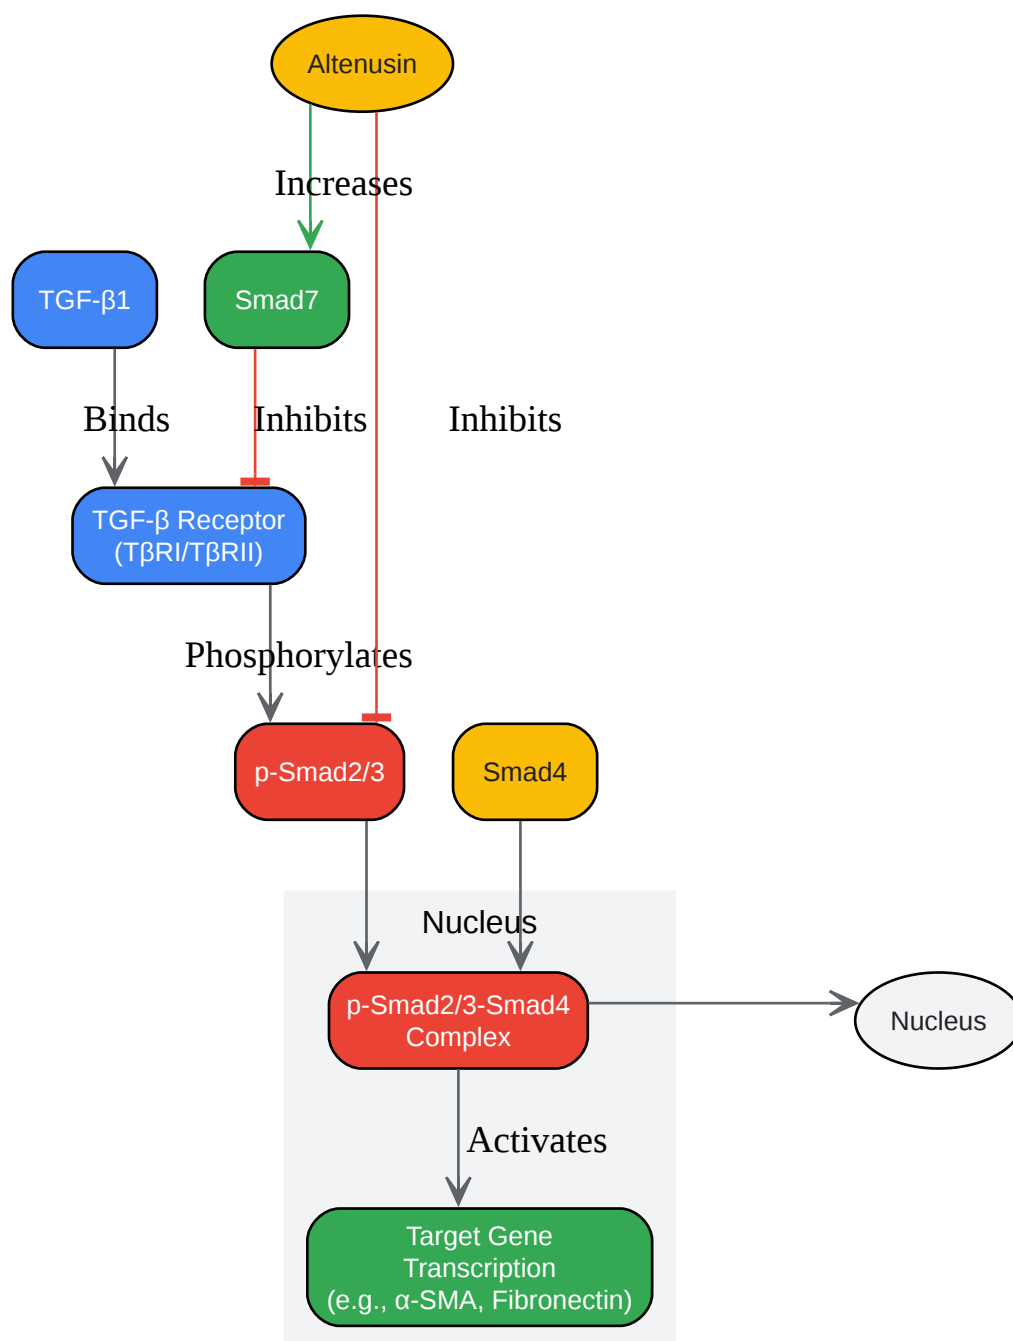 Altenusin
Increases
TGF-β1
Smad7
Binds
Inhibits
Inhibits
TGF-β Receptor
(TβRI/TβRII)
Phosphorylates
p-Smad2/3
Smad4
Nucleus
p-Smad2/3-Smad4
Complex
Nucleus
Activates
Target Gene
Transcription
(e.g., α-SMA, Fibronectin)